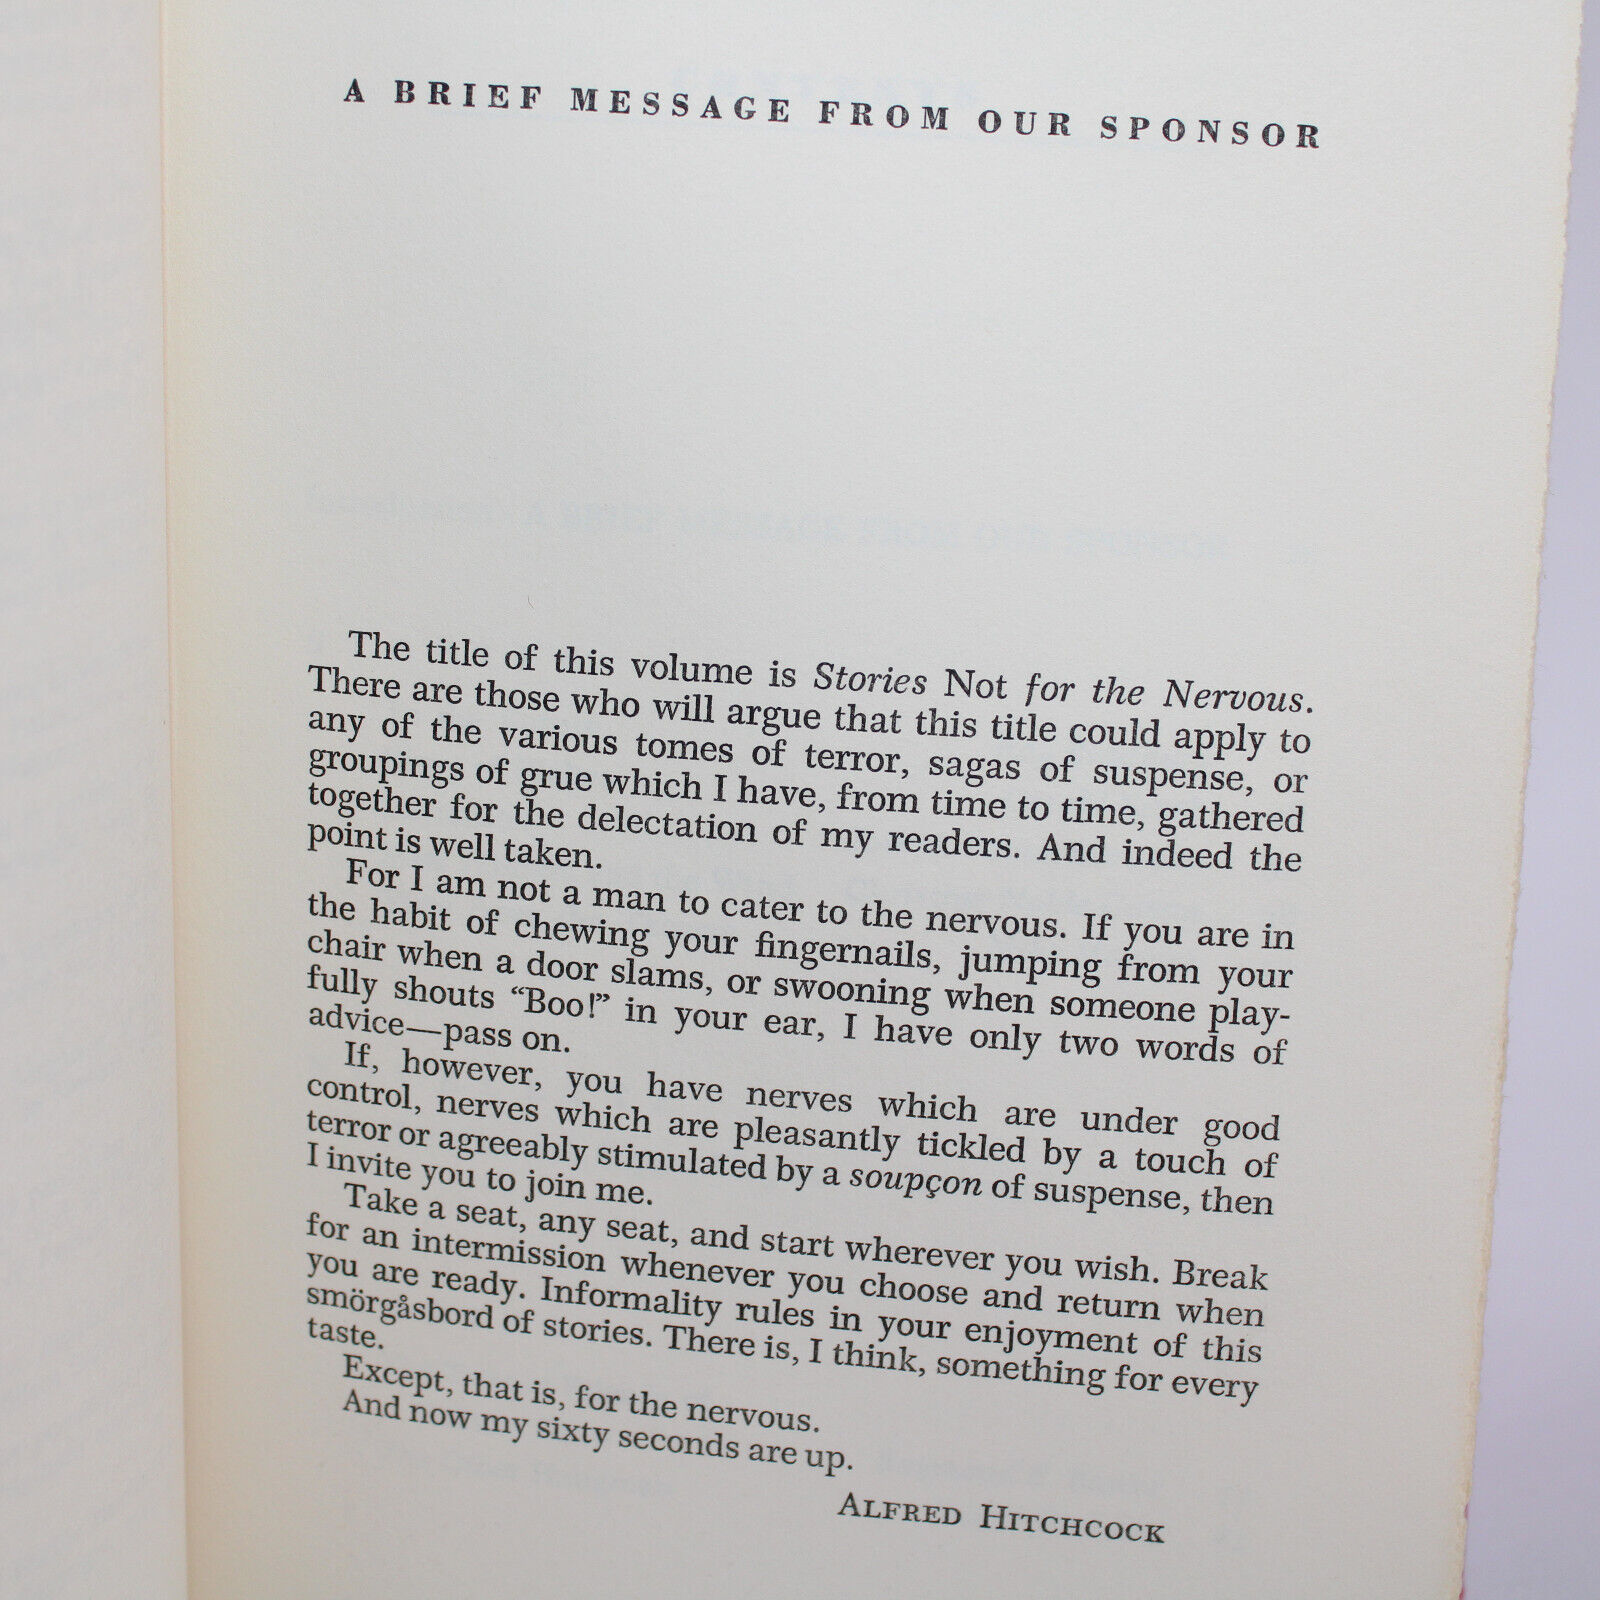 A BRIEF MESSAGE FROM OUR SPONSOR
The title of this volume is Stories Not for the Nervous.
There are those who will argue that this title could apply to
any of the various tomes of terror, sagas of suspense, or
groupings of grue which I have, from time to time, gathered
together for the delectation of my readers. And indeed the
point is well taken.
For I am not a man to cater to the nervous. If you are in
the habit of chewing your fingernails, jumping from your
chair when a door slams, or swooning when someone play-
fully shouts “Boo!” in your ear, I have only two words of
advice—pass on.
If, however, you have nerves which are under good
control, nerves which are pleasantly tickled by a touch of
terror or agreeably stimulated by a soupçon of suspense, then
I invite you to join me.
Take a seat, any seat, and start wherever you wish. Break
for an intermission whenever you choose and return when
you are ready. Informality rules in your enjoyment of this
smörgåsbord of stories. There is, I think, something for every
taste.
Except, that is, for the nervous.
And now my sixty seconds are up.
ALFRED HITCHCOCK